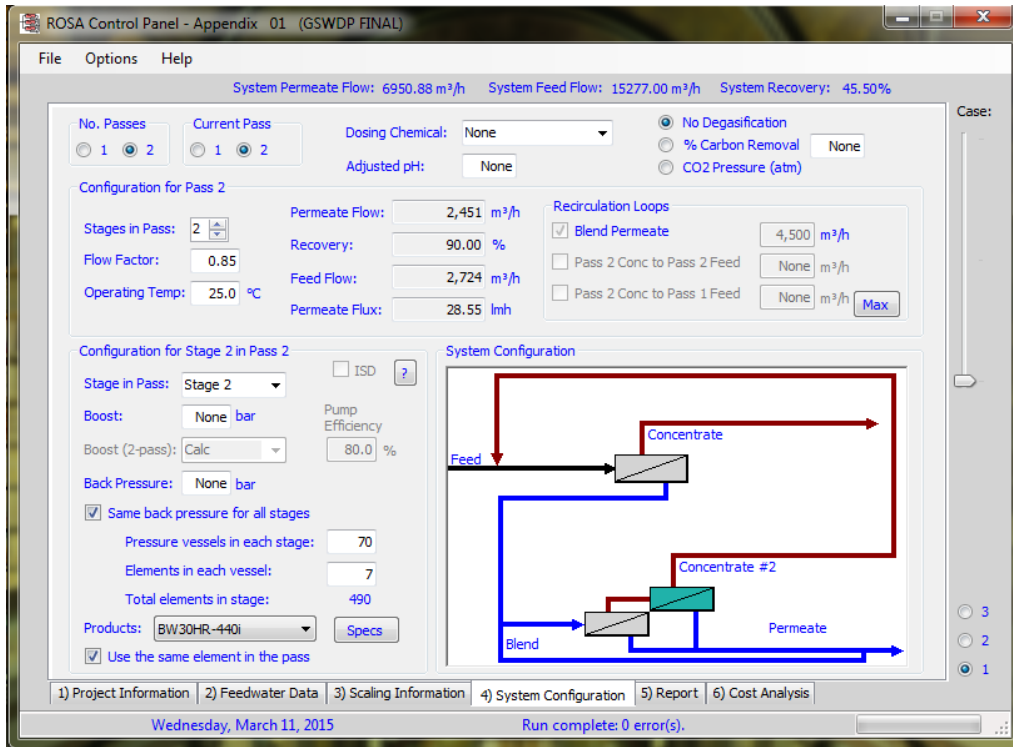 ROSA Control Panel - Appendix 01 (GSWDP FINAL)
File Options Help
System Permeate Flow: 6950.88 m³/h System Feed Flow: 15277.00 m³/h System Recovery: 45.50%
Case:
No. Passes
1 2
Current Pass
1 2
Dosing Chemical: None
Adjusted pH: None
No Degasification
% Carbon Removal None
CO2 Pressure (atm)
Configuration for Pass 2
Stages in Pass: 2
Flow Factor: 0.85
Operating Temp: 25.0 ºC
Permeate Flow: 2,451 m³/h
Recovery: 90.00 %
Feed Flow: 2,724 m³/h
Permeate Flux: 28.55 lmh
Recirculation Loops
Blend Permeate 4,500 m³/h
Pass 2 Conc to Pass 2 Feed None m³/h
Pass 2 Conc to Pass 1 Feed None m³/h Max
Configuration for Stage 2 in Pass 2
Stage in Pass: Stage 2
ISD ?
Boost: None bar
Pump
Efficiency
Boost (2-pass): Calc 80.0 %
Back Pressure: None bar
Same back pressure for all stages
Pressure vessels in each stage: 70
Elements in each vessel: 7
Total elements in stage: 490
Products: BW30HR-440i Specs
Use the same element in the pass
System Configuration
Concentrate
Feed
Concentrate #2
Permeate
Blend
3
2
1
1) Project Information 2) Feedwater Data 3) Scaling Information 4) System Configuration 5) Report 6) Cost Analysis
Wednesday, March 11, 2015 Run complete: 0 error(s).